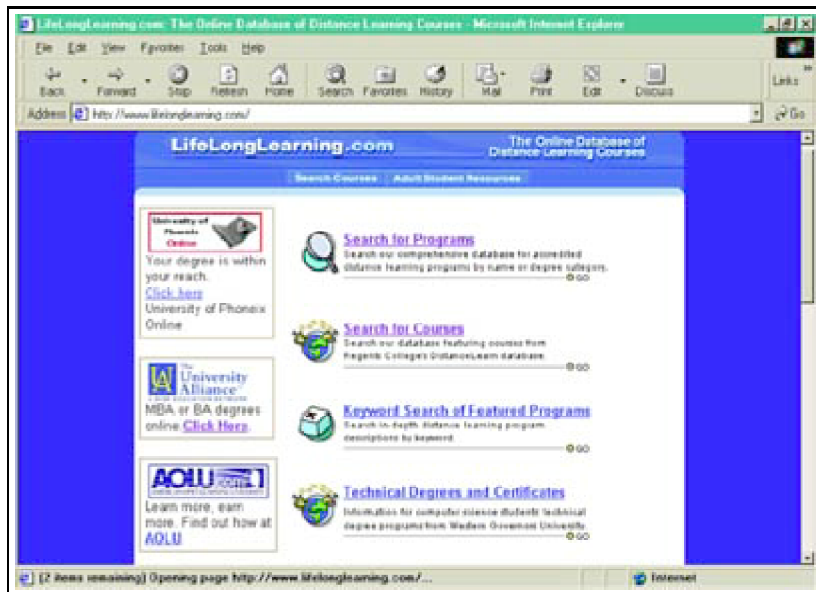 LifeLongLearning.com: The Online Database of Distance Learning Courses - Microsoft Internet Explorer
File Edit View Favorites Tools Help
Back Forward Stop Refresh Home Search Favorites History Mail Print Edit Discuss Links
Address http://www.lifelonglearning.com/ Go
LifeLongLearning.com
The Online Database of
Distance Learning Courses
Search Courses Adult Student Resources
University of
Phoenix
Online
Your degree is within
your reach.
Click here
University of Phoneix
Online
The
University
Alliance
MBA or BA degrees
online Click Here.
AOLU
Learn more, earn
more. Find out how at
AOLU
Search for Programs
Search our comprehensive database for accredited
distance learning programs by name or degree category.
GO
Search for Courses
Search our database featuring courses from
Regents College's DistanceLearn database.
GO
Keyword Search of Featured Programs
Search in-depth distance learning program
descriptions by keyword
GO
Technical Degrees and Certificates
Information for computer science students technical
degree programs from Western Governors University
GO
(2 items remaining) Opening page http://www.lifelonglearning.com/...
Internet